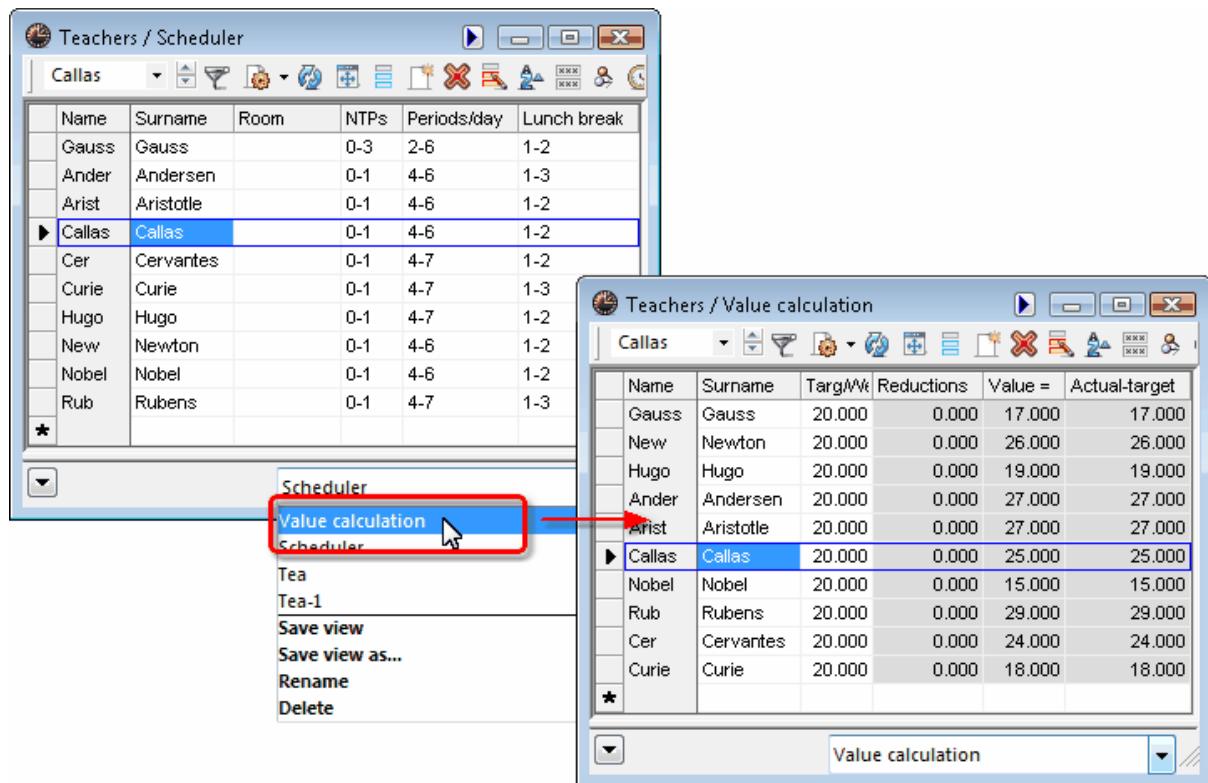 Teachers / Scheduler
Callas
Name Surname Room NTPs Periods/day Lunch break
Gauss Gauss 0-3 2-6 1-2
Ander Andersen 0-1 4-6 1-3
Arist Aristotle 0-1 4-6 1-2
Callas Callas 0-1 4-6 1-2
Cer Cervantes 0-1 4-7 1-2
Curie Curie 0-1 4-7 1-3
Hugo Hugo 0-1 4-7 1-2
New Newton 0-1 4-6 1-2
Nobel Nobel 0-1 4-6 1-2
Rub Rubens 0-1 4-7 1-3
Scheduler
Value calculation
Scheduler
Tea
Tea-1
Save view
Save view as...
Rename
Delete
Teachers / Value calculation
Callas
Name Surname Targ/We Reductions Value = Actual-target
Gauss Gauss 20.000 0.000 17.000 17.000
New Newton 20.000 0.000 26.000 26.000
Hugo Hugo 20.000 0.000 19.000 19.000
Ander Andersen 20.000 0.000 27.000 27.000
Arist Aristotle 20.000 0.000 27.000 27.000
Callas Callas 20.000 0.000 25.000 25.000
Nobel Nobel 20.000 0.000 15.000 15.000
Rub Rubens 20.000 0.000 29.000 29.000
Cer Cervantes 20.000 0.000 24.000 24.000
Curie Curie 20.000 0.000 18.000 18.000
Value calculation